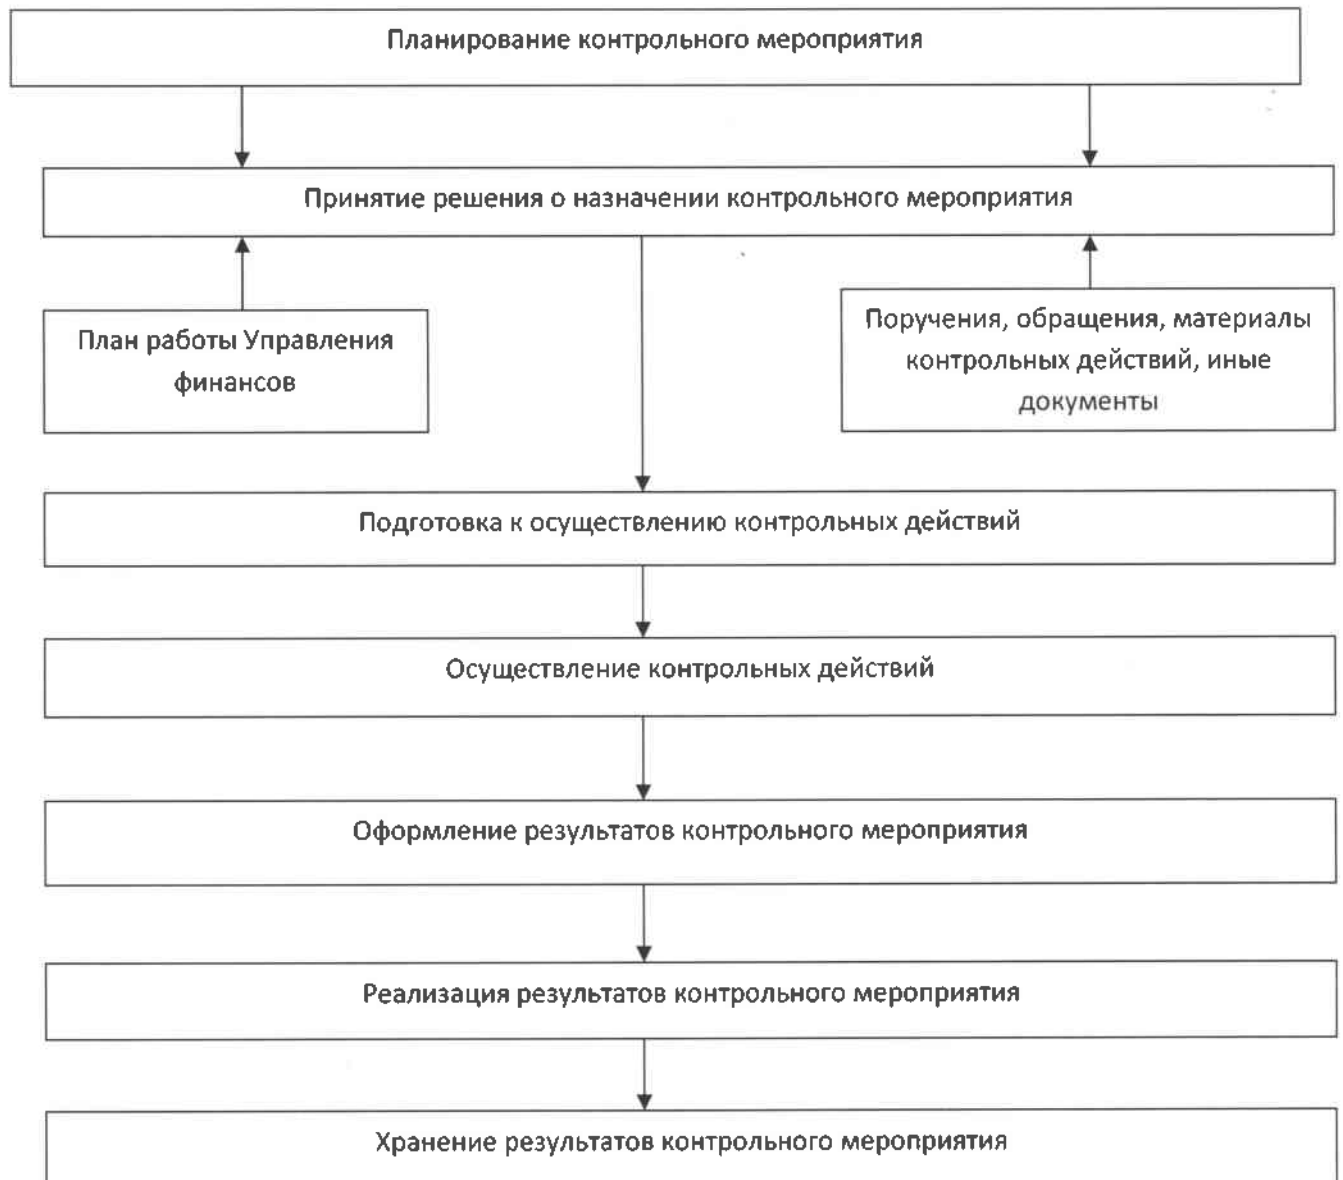 Планирование контрольного мероприятия
Принятие решения о назначении контрольного мероприятия
План работы Управления
финансов
Поручения, обращения, материалы
контрольных действий, иные
документы
Подготовка к осуществлению контрольных действий
Осуществление контрольных действий
Оформление результатов контрольного мероприятия
Реализация результатов контрольного мероприятия
Хранение результатов контрольного мероприятия